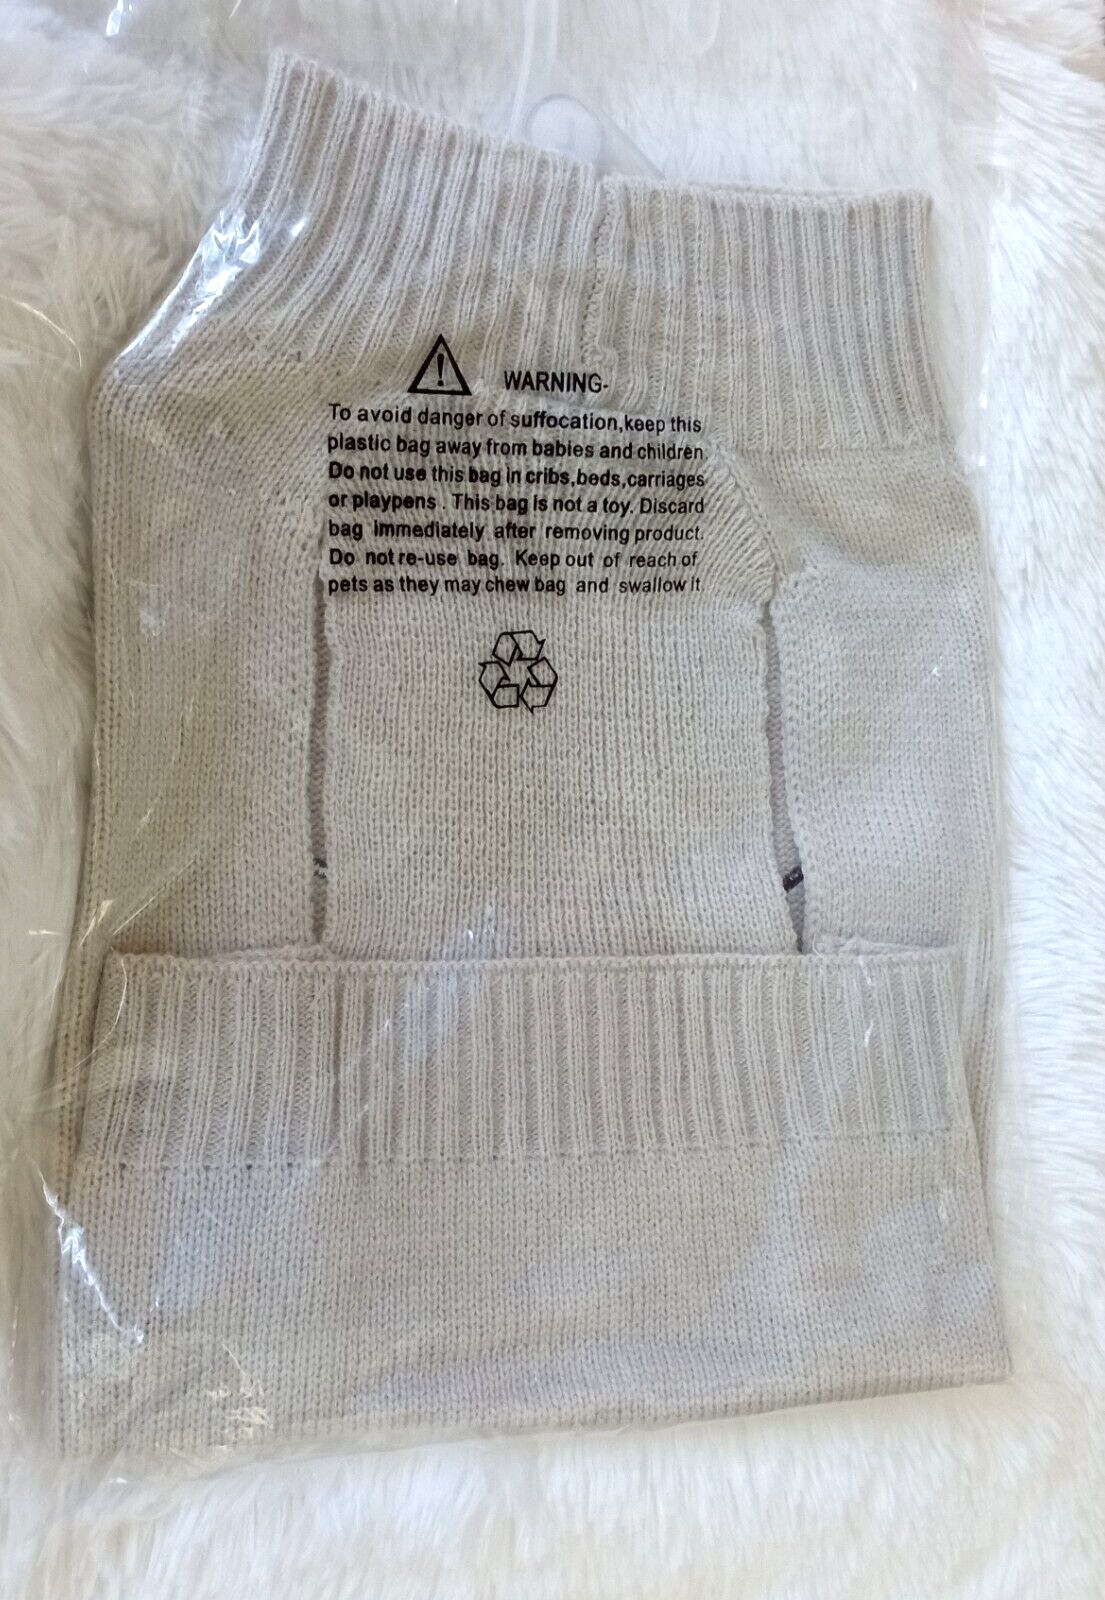 WARNING-
To avoid danger of suffocation,keep this
plastic bag away from babies and children.
Do not use this bag in cribs,beds,carriages
or playpens . This bag is not a toy. Discard
bag immediately after removing product.
Do not re-use bag. Keep out of reach of
pets as they may chew bag and swallow it.